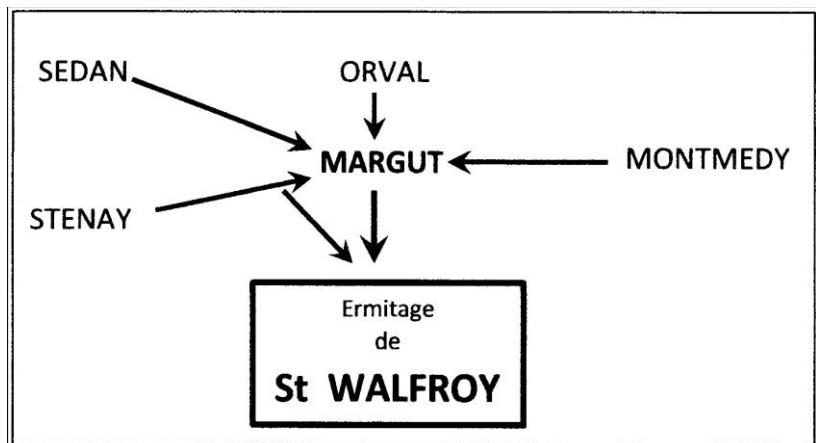 SEDAN
ORVAL
MARGUT
MONTMEDY
STENAY
Ermitage
de
St WALFROY